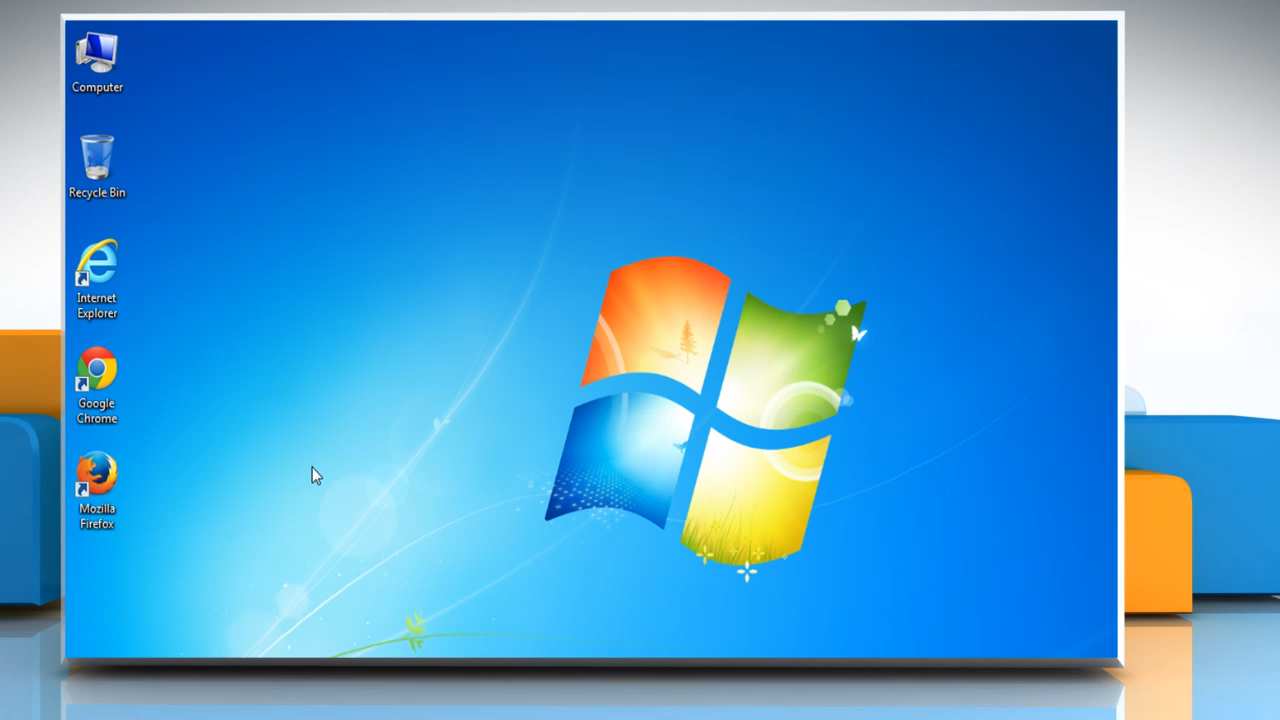 Computer
Recycle Bin
Internet
Explorer
Google
Chrome
Mozilla
Firefox